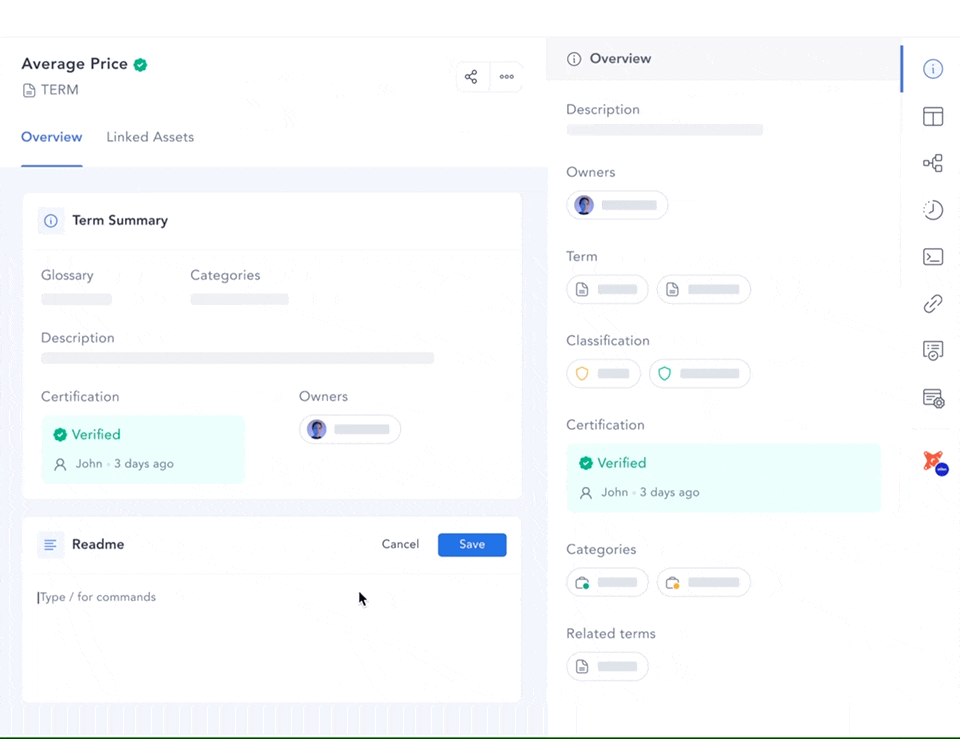 Average Price
TERM
Overview
Linked Assets
Term Summary
Glossary
Categories
Description
Certification
Owners
Verified
John • 3 days ago
Readme
Cancel
Save
Type / for commands
Overview
Description
Owners
Term
Classification
Certification
Verified
John • 3 days ago
Categories
Related terms